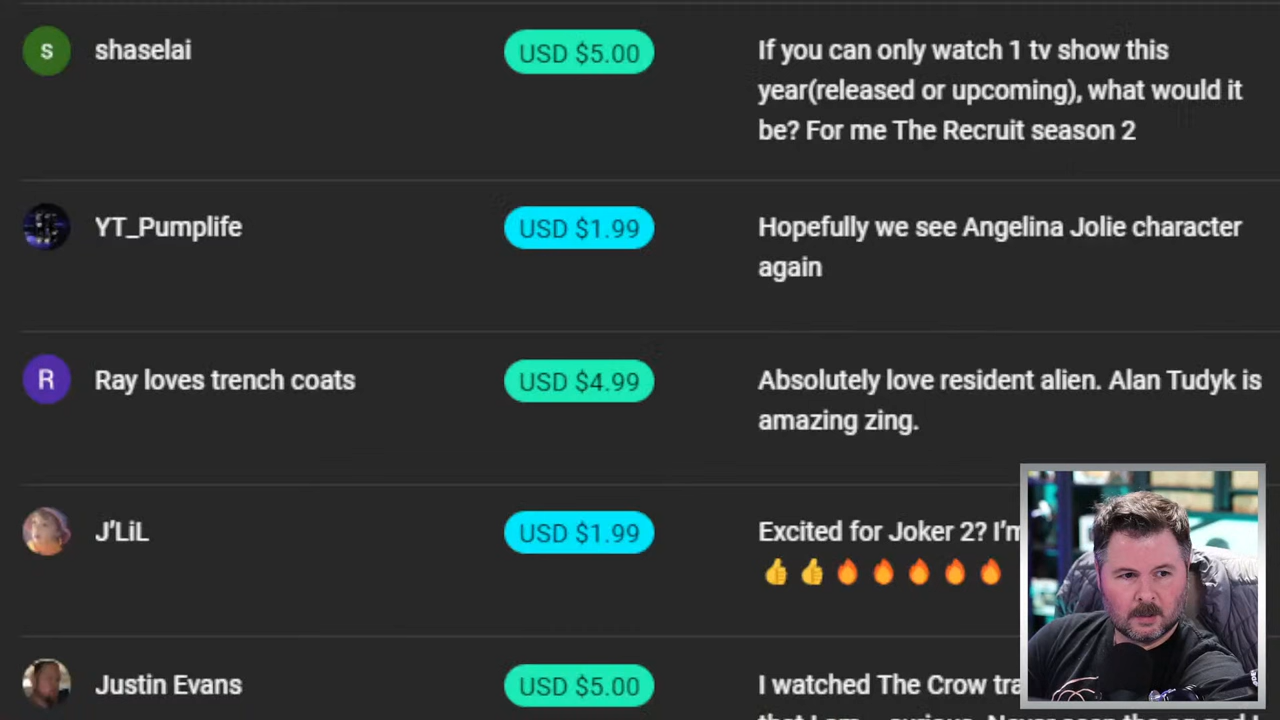 S
shaselai
USD $5.00
If you can only watch 1 tv show this
year(released or upcoming), what would it
be? For me The Recruit season 2
YT_Pumplife
USD $1.99
Hopefully we see Angelina Jolie character
again
R
Ray loves trench coats
USD $4.99
Absolutely love resident alien. Alan Tudyk is
amazing zing.
J'LiL
USD $1.99
Excited for Joker 2? I'm
👍 👍 🔥 🔥 🔥 🔥 🔥
Justin Evans
USD $5.00
I watched The Crow tra